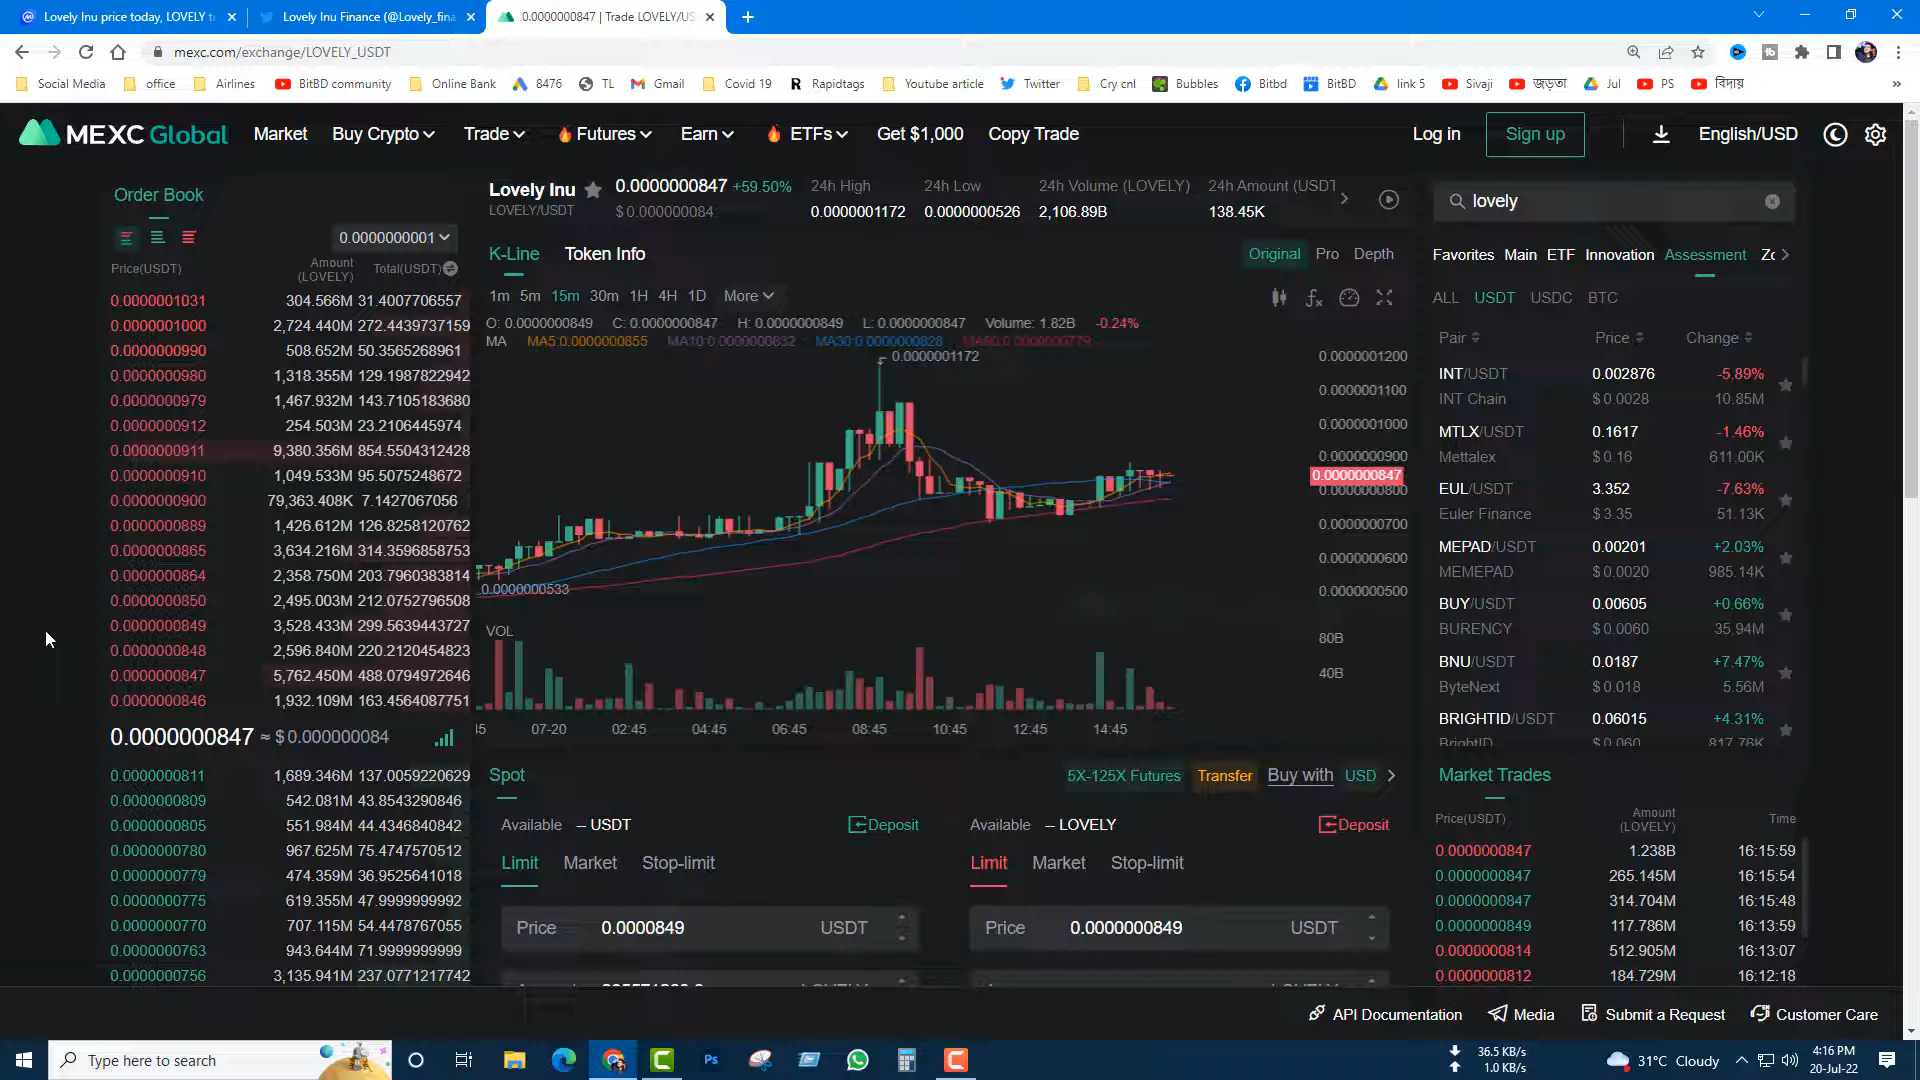 Lovely Inu price today, LOVELY t
Lovely Inu Finance (@Lovely_fina
0.0000000847 | Trade LOVELY/US
mexc.com/exchange/LOVELY_USDT
Social Media office Airlines BitBD community Online Bank 8476 TL Gmail Covid 19 Rapidtags Youtube article Twitter Cry cnl Bubbles Bitbd BitBD link 5 Sivaji জড়তা Jul PS বিদায়
MEXC Global Market Buy Crypto Trade Futures Earn ETFs Get $1,000 Copy Trade Log in Sign up English/USD
Order Book
0.0000000001
Price(USDT) Amount (LOVELY) Total(USDT)
0.0000001031 304.566M 31.4007706557
0.0000001000 2,724.440M 272.4439737159
0.0000000990 508.652M 50.3565268961
0.0000000980 1,318.355M 129.1987822942
0.0000000979 1,467.932M 143.7105183680
0.0000000912 254.503M 23.2106445974
0.0000000911 9,380.356M 854.5504312428
0.0000000910 1,049.533M 95.5075248672
0.0000000900 79,363.408K 7.1427067056
0.0000000889 1,426.612M 126.8258120762
0.0000000865 3,634.216M 314.3596858753
0.0000000864 2,358.750M 203.7960383814
0.0000000850 2,495.003M 212.0752796508
0.0000000849 3,528.433M 299.5639443727
0.0000000848 2,596.840M 220.2120454823
0.0000000847 5,762.450M 488.0794972646
0.0000000846 1,932.109M 163.4564087751
0.0000000847 ≈ $ 0.000000084
0.0000000811 1,689.346M 137.0059220629
0.0000000809 542.081M 43.8543290846
0.0000000805 551.984M 44.4346840842
0.0000000780 967.625M 75.4747570512
0.0000000779 474.359M 36.9525641018
0.0000000775 619.355M 47.9999999992
0.0000000770 707.115M 54.4478767055
0.0000000763 943.644M 71.9999999999
0.0000000756 3,135.941M 237.0771217742
Lovely Inu 0.0000000847 +59.50% 24h High 24h Low 24h Volume (LOVELY) 24h Amount (USDT
LOVELY/USDT $ 0.000000084. 0.0000001172 0.0000000526 2,106.89B 138.45K
K-Line Token Info Original Pro Depth
1m 5m 15m 30m 1H 4H 1D More
O: 0.0000000849 C: 0.0000000847 H: 0.0000000849 L: 0.0000000847 Volume: 1.82B -0.24%
MA MA5:0.0000000855 MA10:0.0000000832 MA30:0.0000000828 MA60:0.0000000779
0.0000001172
0.0000001200
0.0000001100
0.0000001000
0.0000000900
0.0000000847
0.0000000800
0.0000000700
0.0000000600
0.0000000533
0.0000000500
VOL
80B
40B
45 07-20 02:45 04:45 06:45 08:45 10:45 12:45 14:45
Spot 5X-125X Futures Transfer Buy with USD
Available -- USDT Deposit Available -- LOVELY Deposit
Limit Market Stop-limit Limit Market Stop-limit
Price 0.0000849 USDT Price 0.0000000849 USDT
lovely
Favorites Main ETF Innovation Assessment Zo
ALL USDT USDC BTC
Pair Price Change
INT/USDT 0.002876 -5.89%
INT Chain $ 0.0028 10.85M
MTLX/USDT 0.1617 -1.46%
Mettalex $ 0.16 611.00K
EUL/USDT 3.352 -7.63%
Euler Finance $ 3.35 51.13K
MEPAD/USDT 0.00201 +2.03%
MEMEPAD $ 0.0020 985.14K
BUY/USDT 0.00605 +0.66%
BURENCY $ 0.0060 35.94M
BNU/USDT 0.0187 +7.47%
ByteNext $ 0.018 5.56M
BRIGHTID/USDT 0.06015 +4.31%
BrightID $ 0.060 817.76K
Market Trades
Price(USDT) Amount (LOVELY) Time
0.0000000847 1.238B 16:15:59
0.0000000847 265.145M 16:15:54
0.0000000847 314.704M 16:15:48
0.0000000849 117.786M 16:13:59
0.0000000814 512.905M 16:13:07
0.0000000812 184.729M 16:12:18
API Documentation Media Submit a Request Customer Care
Type here to search
36.5 KB/s
1.0 KB/s
31°C Cloudy
4:16 PM
20-Jul-22